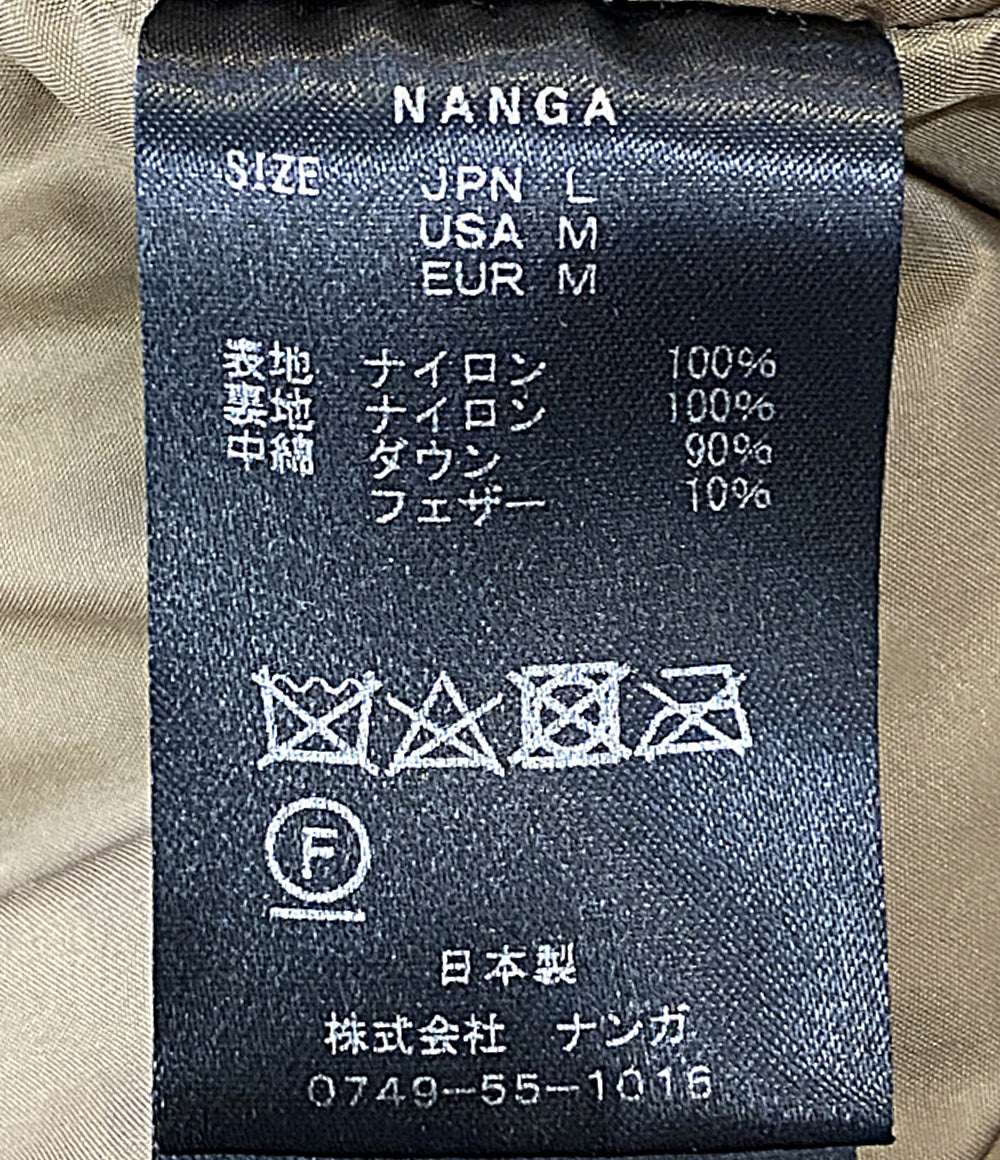 NANGA
SIZE JPN L
USA M
EUR M
表地 ナイロン 100%
裏地 ナイロン 100%
中綿 ダウン 90%
フェザー 10%
F
日本製
株式会社 ナンガ
0749-55-1016